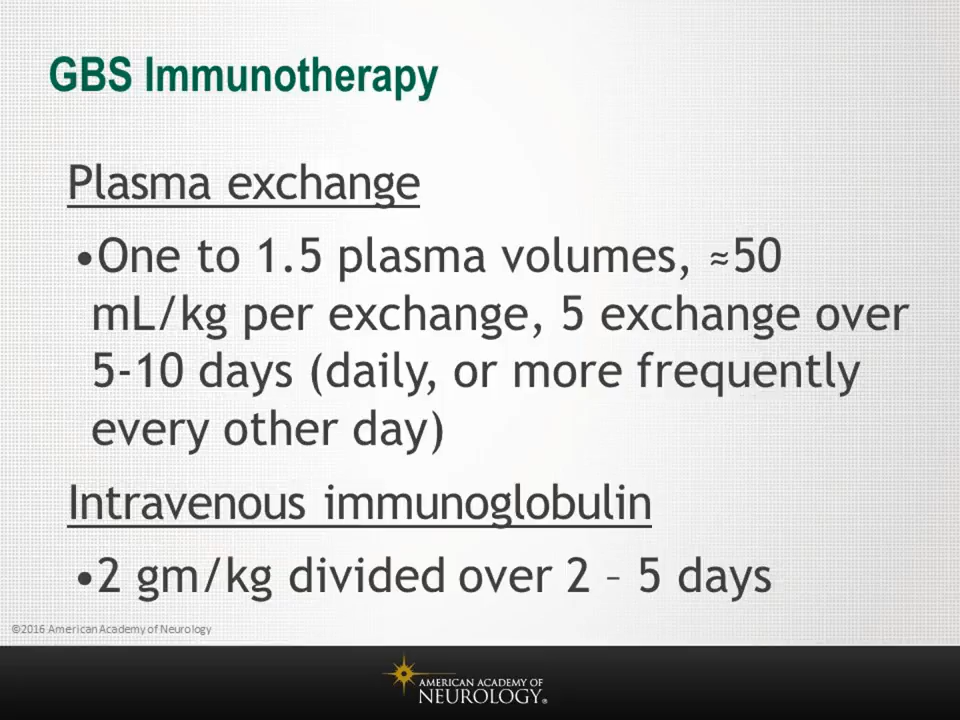 GBS Immunotherapy
Plasma exchange
•One to 1.5 plasma volumes, ≈50
mL/kg per exchange, 5 exchange over
5-10 days (daily, or more frequently
every other day)
Intravenous immunoglobulin
•2 gm/kg divided over 2 – 5 days
©2016 American Academy of Neurology
AMERICAN ACADEMY OF
NEUROLOGY®